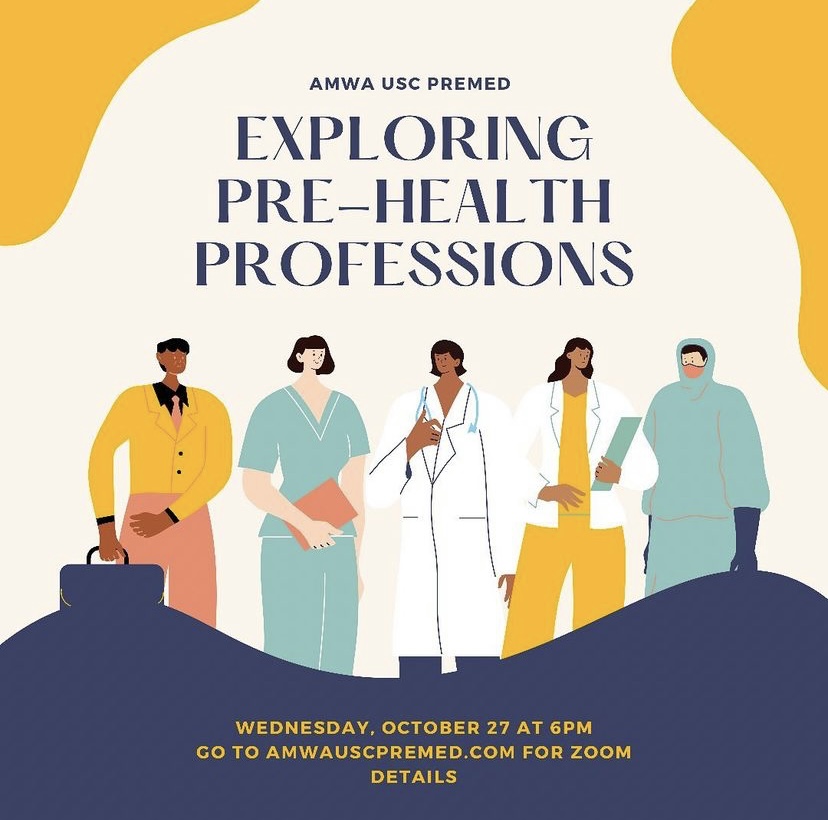 AMWA USC PREMED
EXPLORING
PRE-HEALTH
PROFESSIONS
WEDNESDAY, OCTOBER 27 AT 6PM
GO TO AMWAUSCPREMED.COM FOR ZOOM
DETAILS